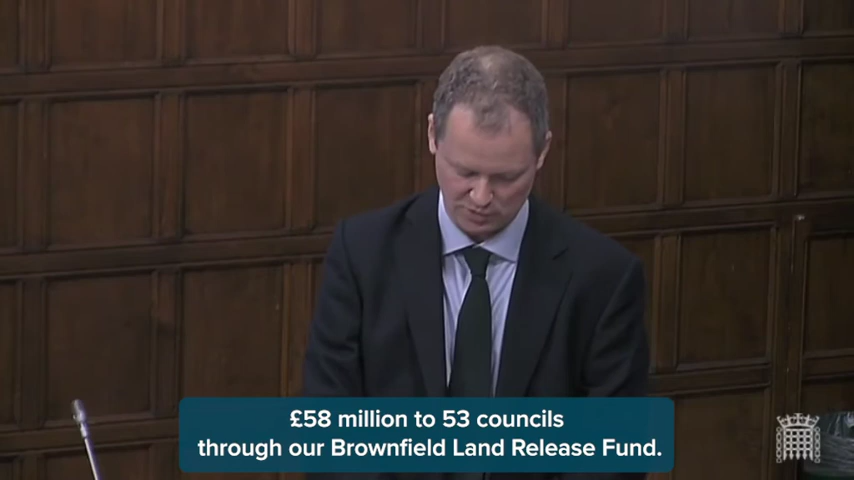 £58 million to 53 councils
through our Brownfield Land Release Fund.